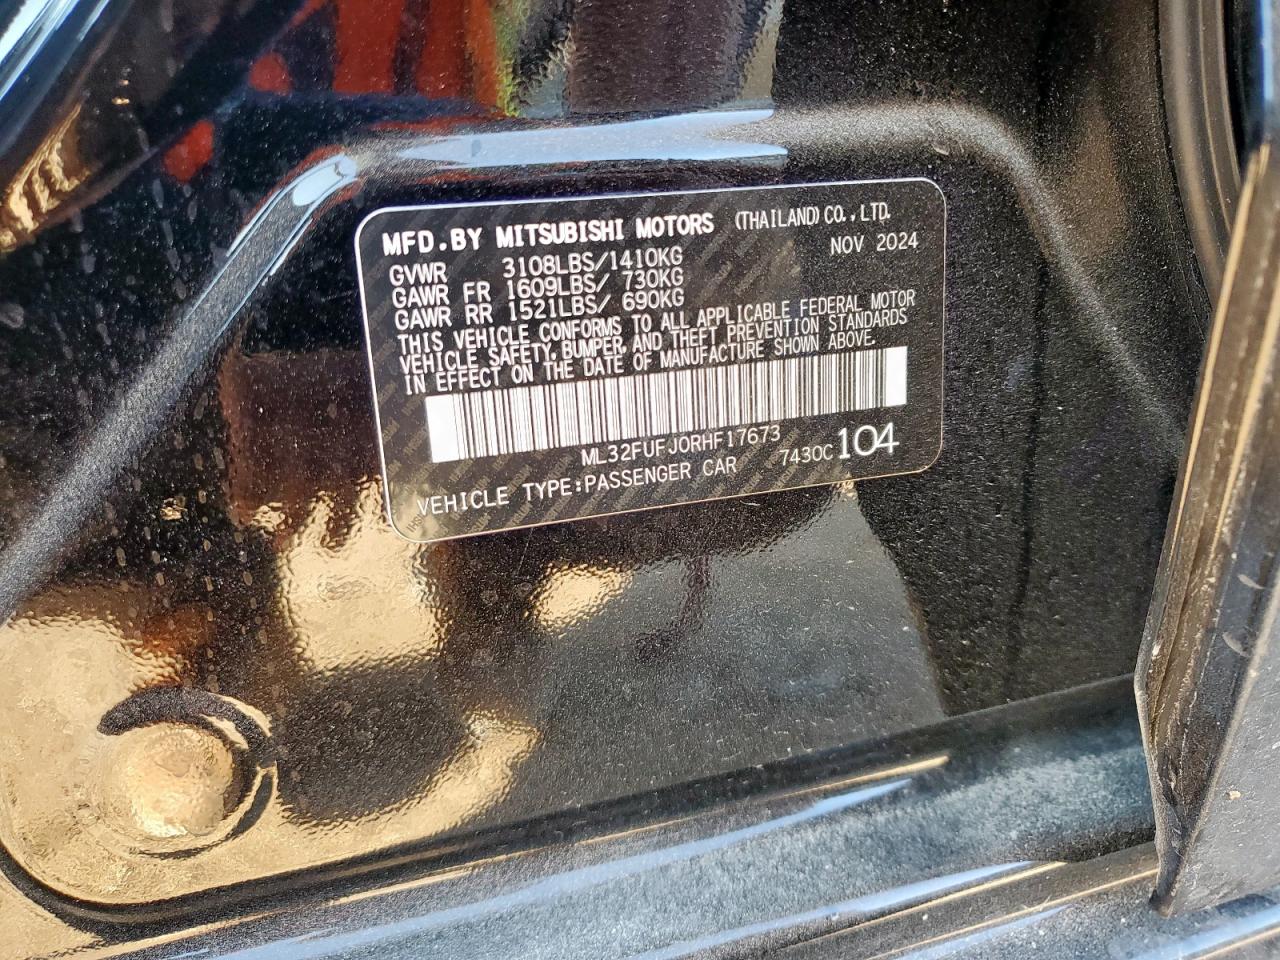 MFD.BY MITSUBISHI MOTORS (THAILAND) CO.,LTD.
GVWR 3108LBS/1410KG NOV 2024
GAWR FR 1609LBS/ 730KG
GAWR RR 1521LBS/ 690KG
THIS VEHICLE CONFORMS TO ALL APPLICABLE FEDERAL MOTOR
VEHICLE SAFETY, BUMPER, AND THEFT PREVENTION STANDARDS
IN EFFECT ON THE DATE OF MANUFACTURE SHOWN ABOVE.
ML32FUFJ0RHF17673
VEHICLE TYPE:PASSENGER CAR 7430C 104